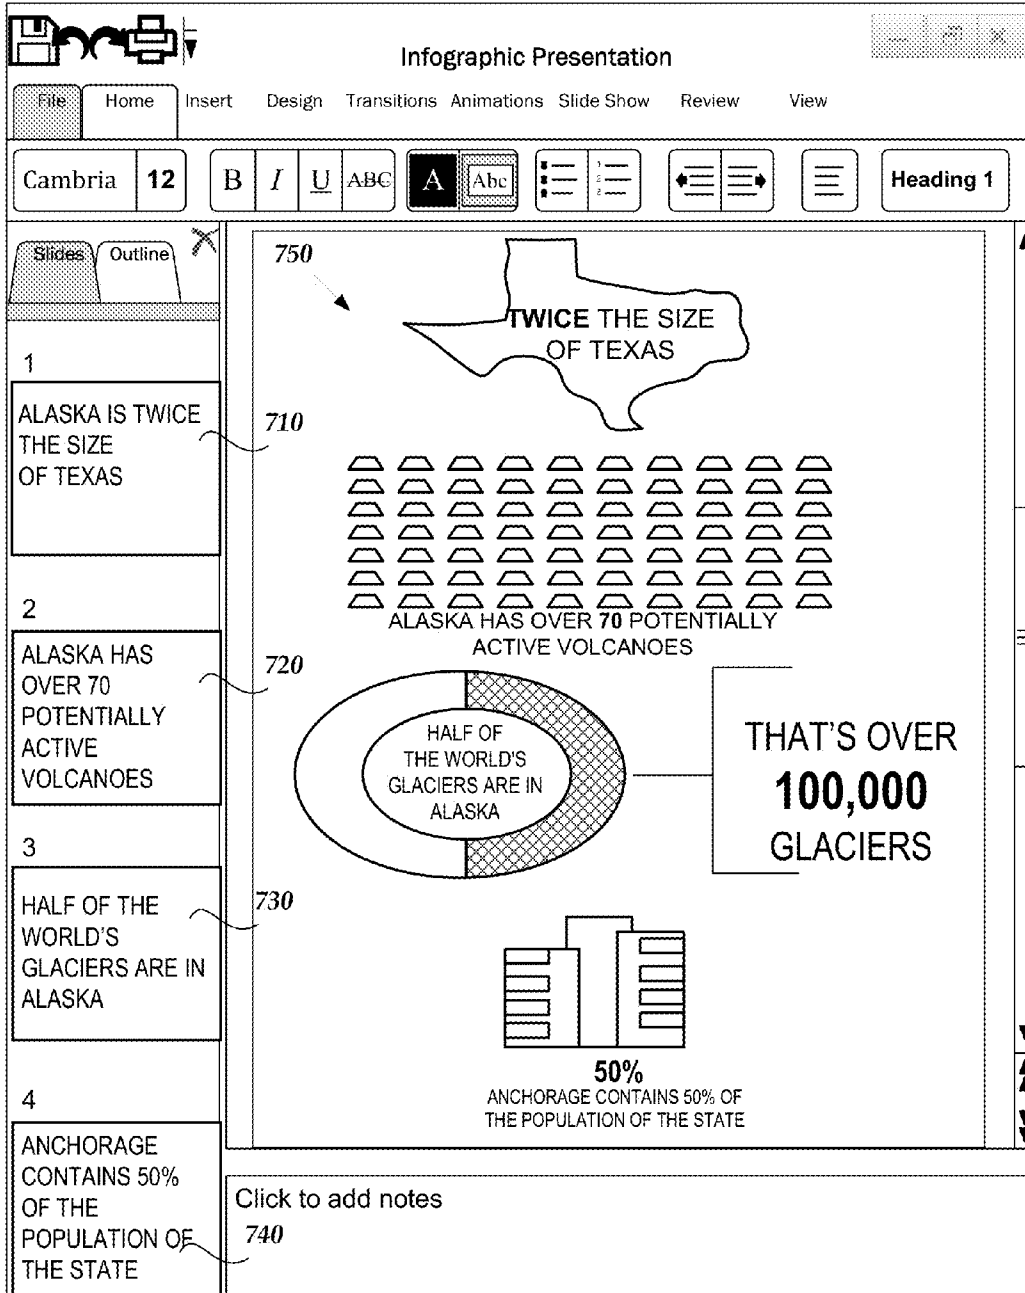 Infographic Presentation
File Home Insert Design Transitions Animations Slide Show Review View
Cambria 12 B I U ABC A Abc 1 2 3 Heading 1
Slides Outline
1
ALASKA IS TWICE
THE SIZE
OF TEXAS
710
2
ALASKA HAS
OVER 70
POTENTIALLY
ACTIVE
VOLCANOES
720
3
HALF OF THE
WORLD'S
GLACIERS ARE IN
ALASKA
730
4
ANCHORAGE
CONTAINS 50%
OF THE
POPULATION OF
THE STATE
740
750
TWICE THE SIZE
OF TEXAS
ALASKA HAS OVER 70 POTENTIALLY
ACTIVE VOLCANOES
HALF OF
THE WORLD'S
GLACIERS ARE IN
ALASKA
THAT'S OVER
100,000
GLACIERS
50%
ANCHORAGE CONTAINS 50% OF
THE POPULATION OF THE STATE
Click to add notes